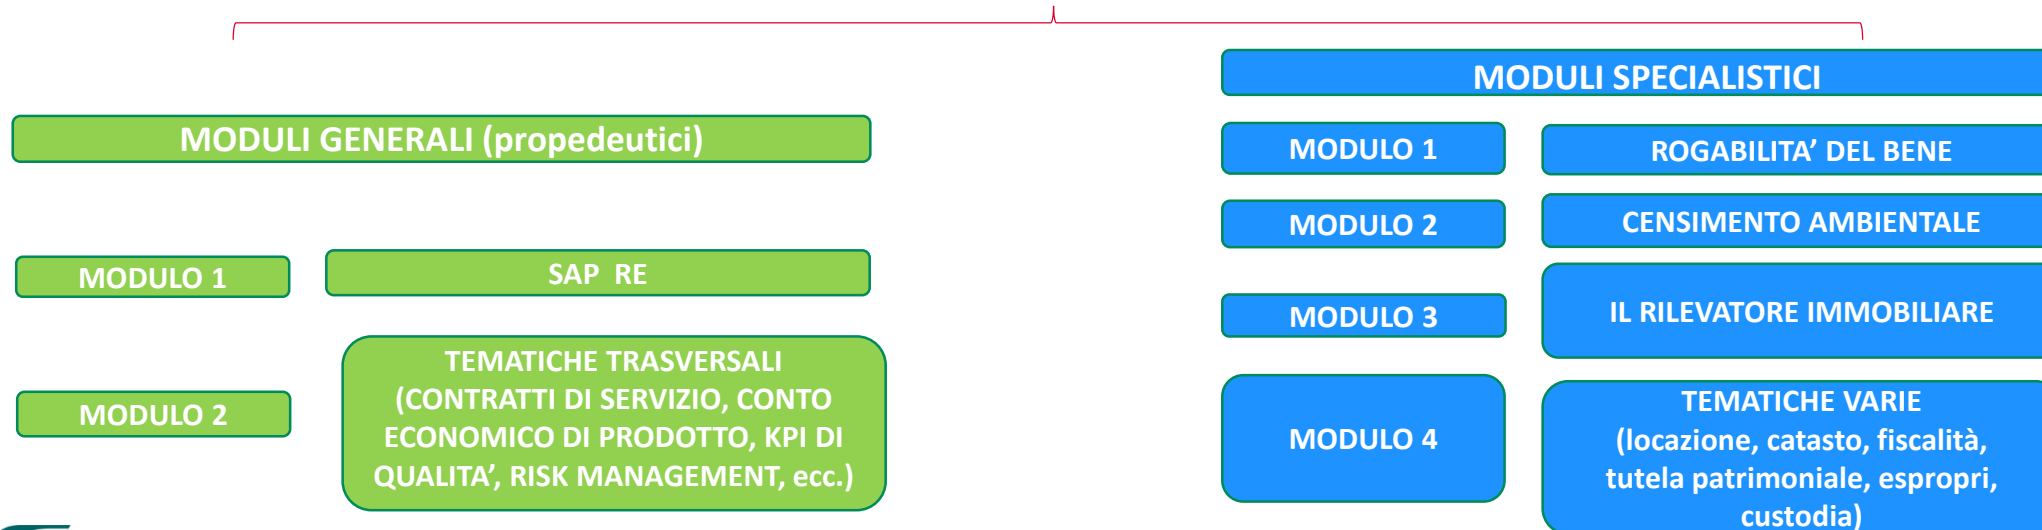 MODULI GENERALI (propedeutici)
MODULO 1
SAP RE
MODULO 2
TEMATICHE TRASVERSALI
(CONTRATTI DI SERVIZIO, CONTO
ECONOMICO DI PRODOTTO, KPI DI
QUALITA’, RISK MANAGEMENT, ecc.)
MODULI SPECIALISTICI
MODULO 1
ROGABILITA’ DEL BENE
MODULO 2
CENSIMENTO AMBIENTALE
MODULO 3
IL RILEVATORE IMMOBILIARE
MODULO 4
TEMATICHE VARIE
(locazione, catasto, fiscalità,
tutela patrimoniale, espropri,
custodia)